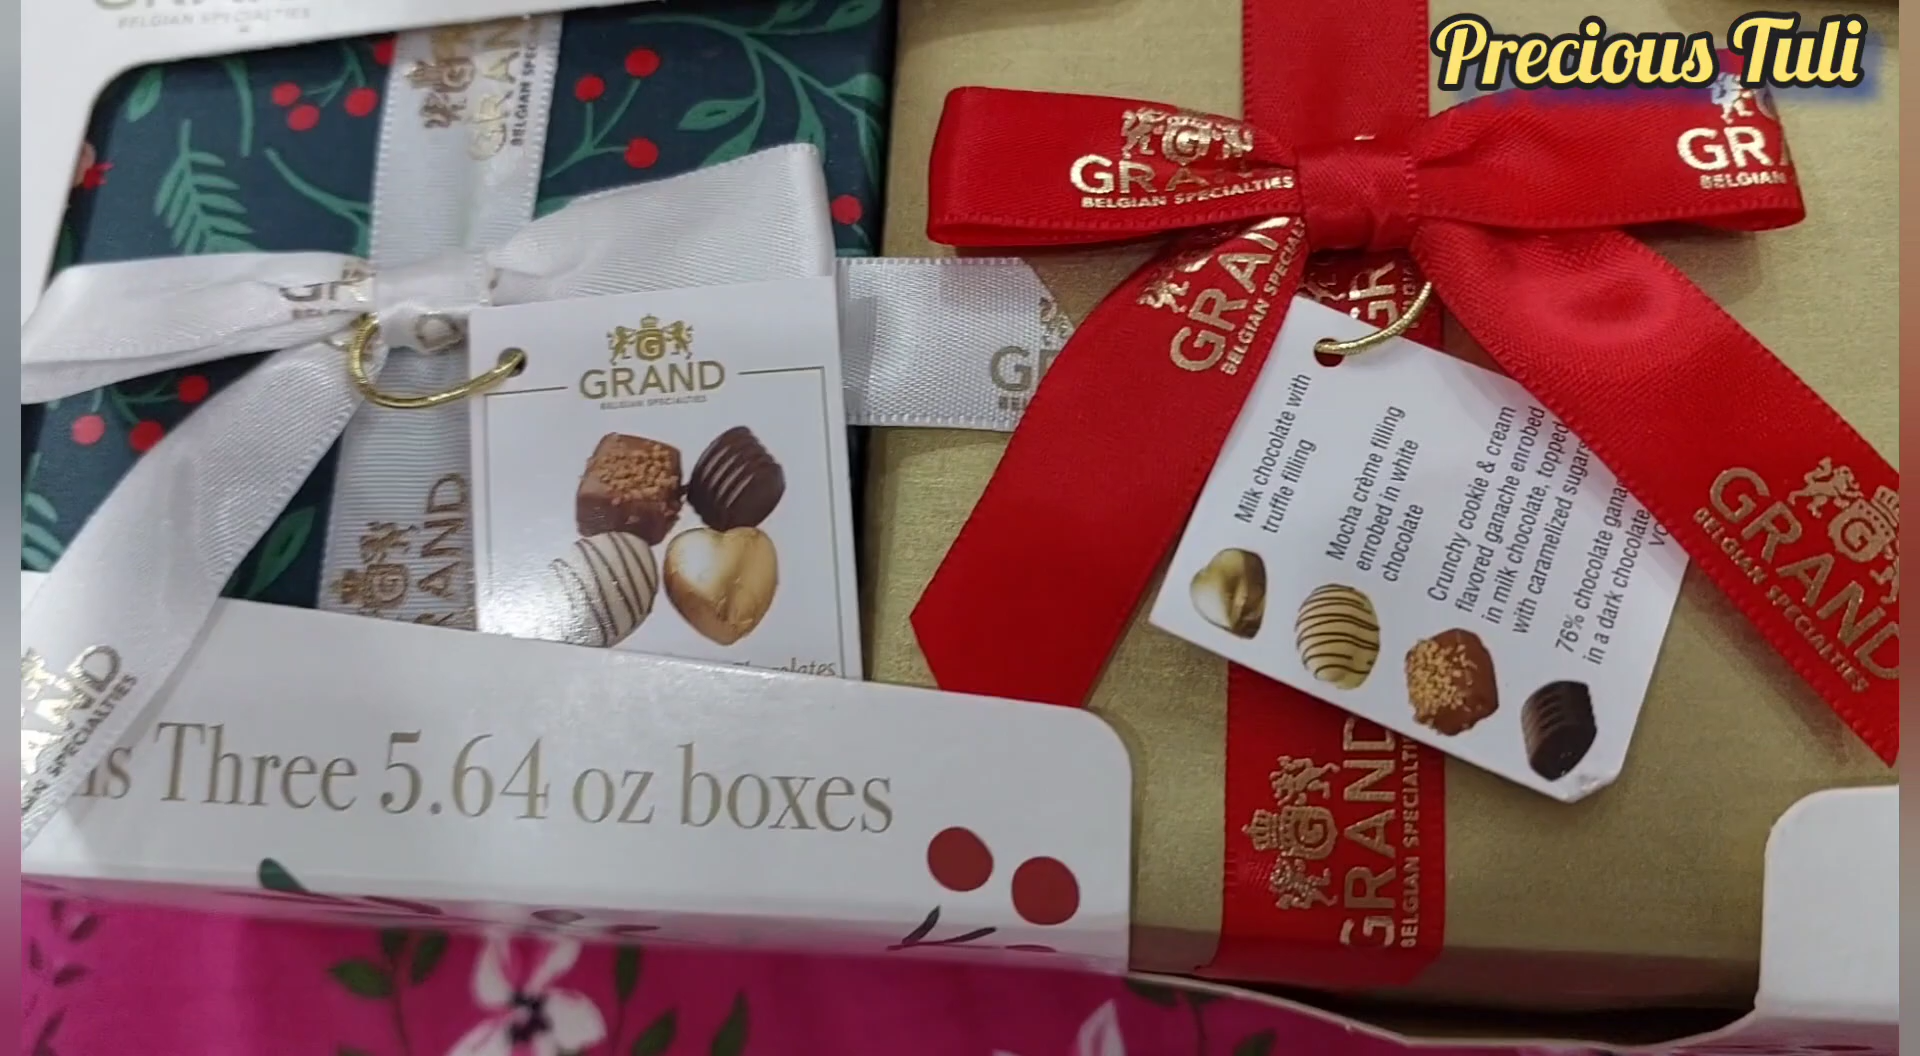 Precious Tuli
BELGIAN SPECIALTIES
GRAND
BELGIAN SPECIALTIES
GRAND
BELGIAN SPECIALTIES
GRAND
BELGIAN SPECIALTIES
GRAND
BELGIAN SPECIALTIES
Milk chocolate with
truffle filling
Mocha crème filling
enrobed in white
chocolate
Crunchy cookie & cream
flavored ganache enrobed
in milk chocolate, topped
with caramelized sugar
76% chocolate
in a dark chocolate
GRAND
BELGIAN SPECIALTIES
GRAND
BELGIAN SPECIALTIES
Three 5.64 oz boxes